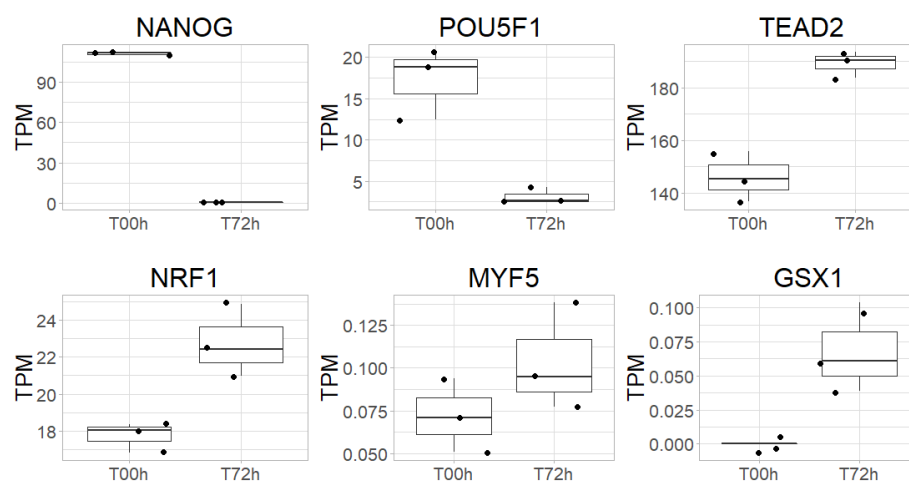 NANOG
TPM
90
60
30
0
T00h T72h
POU5F1
TPM
20
15
10
5
T00h T72h
TEAD2
TPM
180
160
140
T00h T72h
NRF1
TPM
24
22
20
18
T00h T72h
MYF5
TPM
0.125
0.100
0.075
0.050
T00h T72h
GSX1
TPM
0.100
0.075
0.050
0.025
0.000
T00h T72h